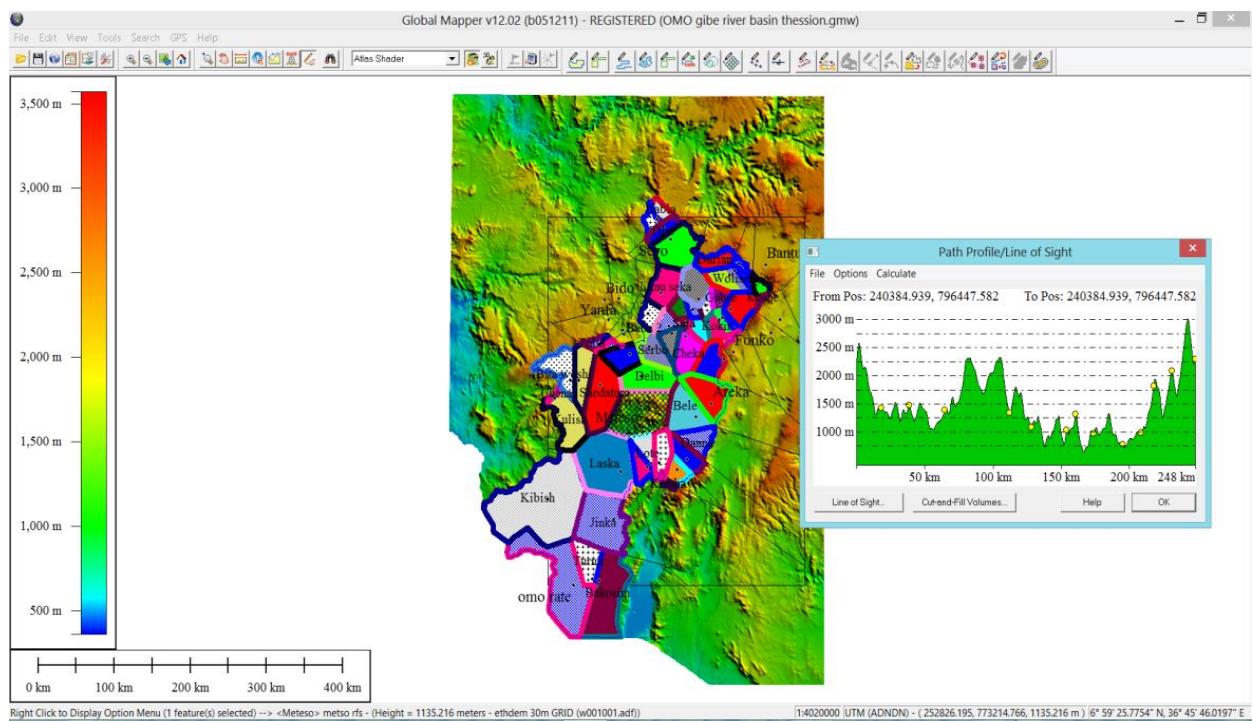 Global Mapper v12.02 (b051211) - REGISTERED (OMO gibe river basin thession.gmw)
File Edit View Tools Search GPS Help
Atlas Shader
3,500 m
3,000 m
2,500 m
2,000 m
1,500 m
1,000 m
500 m
0 km 100 km 200 km 300 km 400 km
Bantu
Bido
Yanfa
Fonko
Serbo
Cheka
Delbi
Areka
Bele
Laska
Kibish
Jinka
omo rate
Path Profile/Line of Sight
File Options Calculate
From Pos: 240384.939, 796447.582 To Pos: 240384.939, 796447.582
3000 m
2500 m
2000 m
1500 m
1000 m
50 km 100 km 150 km 200 km 248 km
Line of Sight... Cut-and-Fill Volumes... Help OK
Right Click to Display Option Menu (1 feature(s) selected) --> <Meteso> metso rfs - (Height = 1135.216 meters - ethdem 30m GRID (w001001.adf)) 1:4020000 UTM (ADNDN) - ( 252826.195, 773214.766, 1135.216 m ) 6° 59' 25.7754" N, 36° 45' 46.0197" E